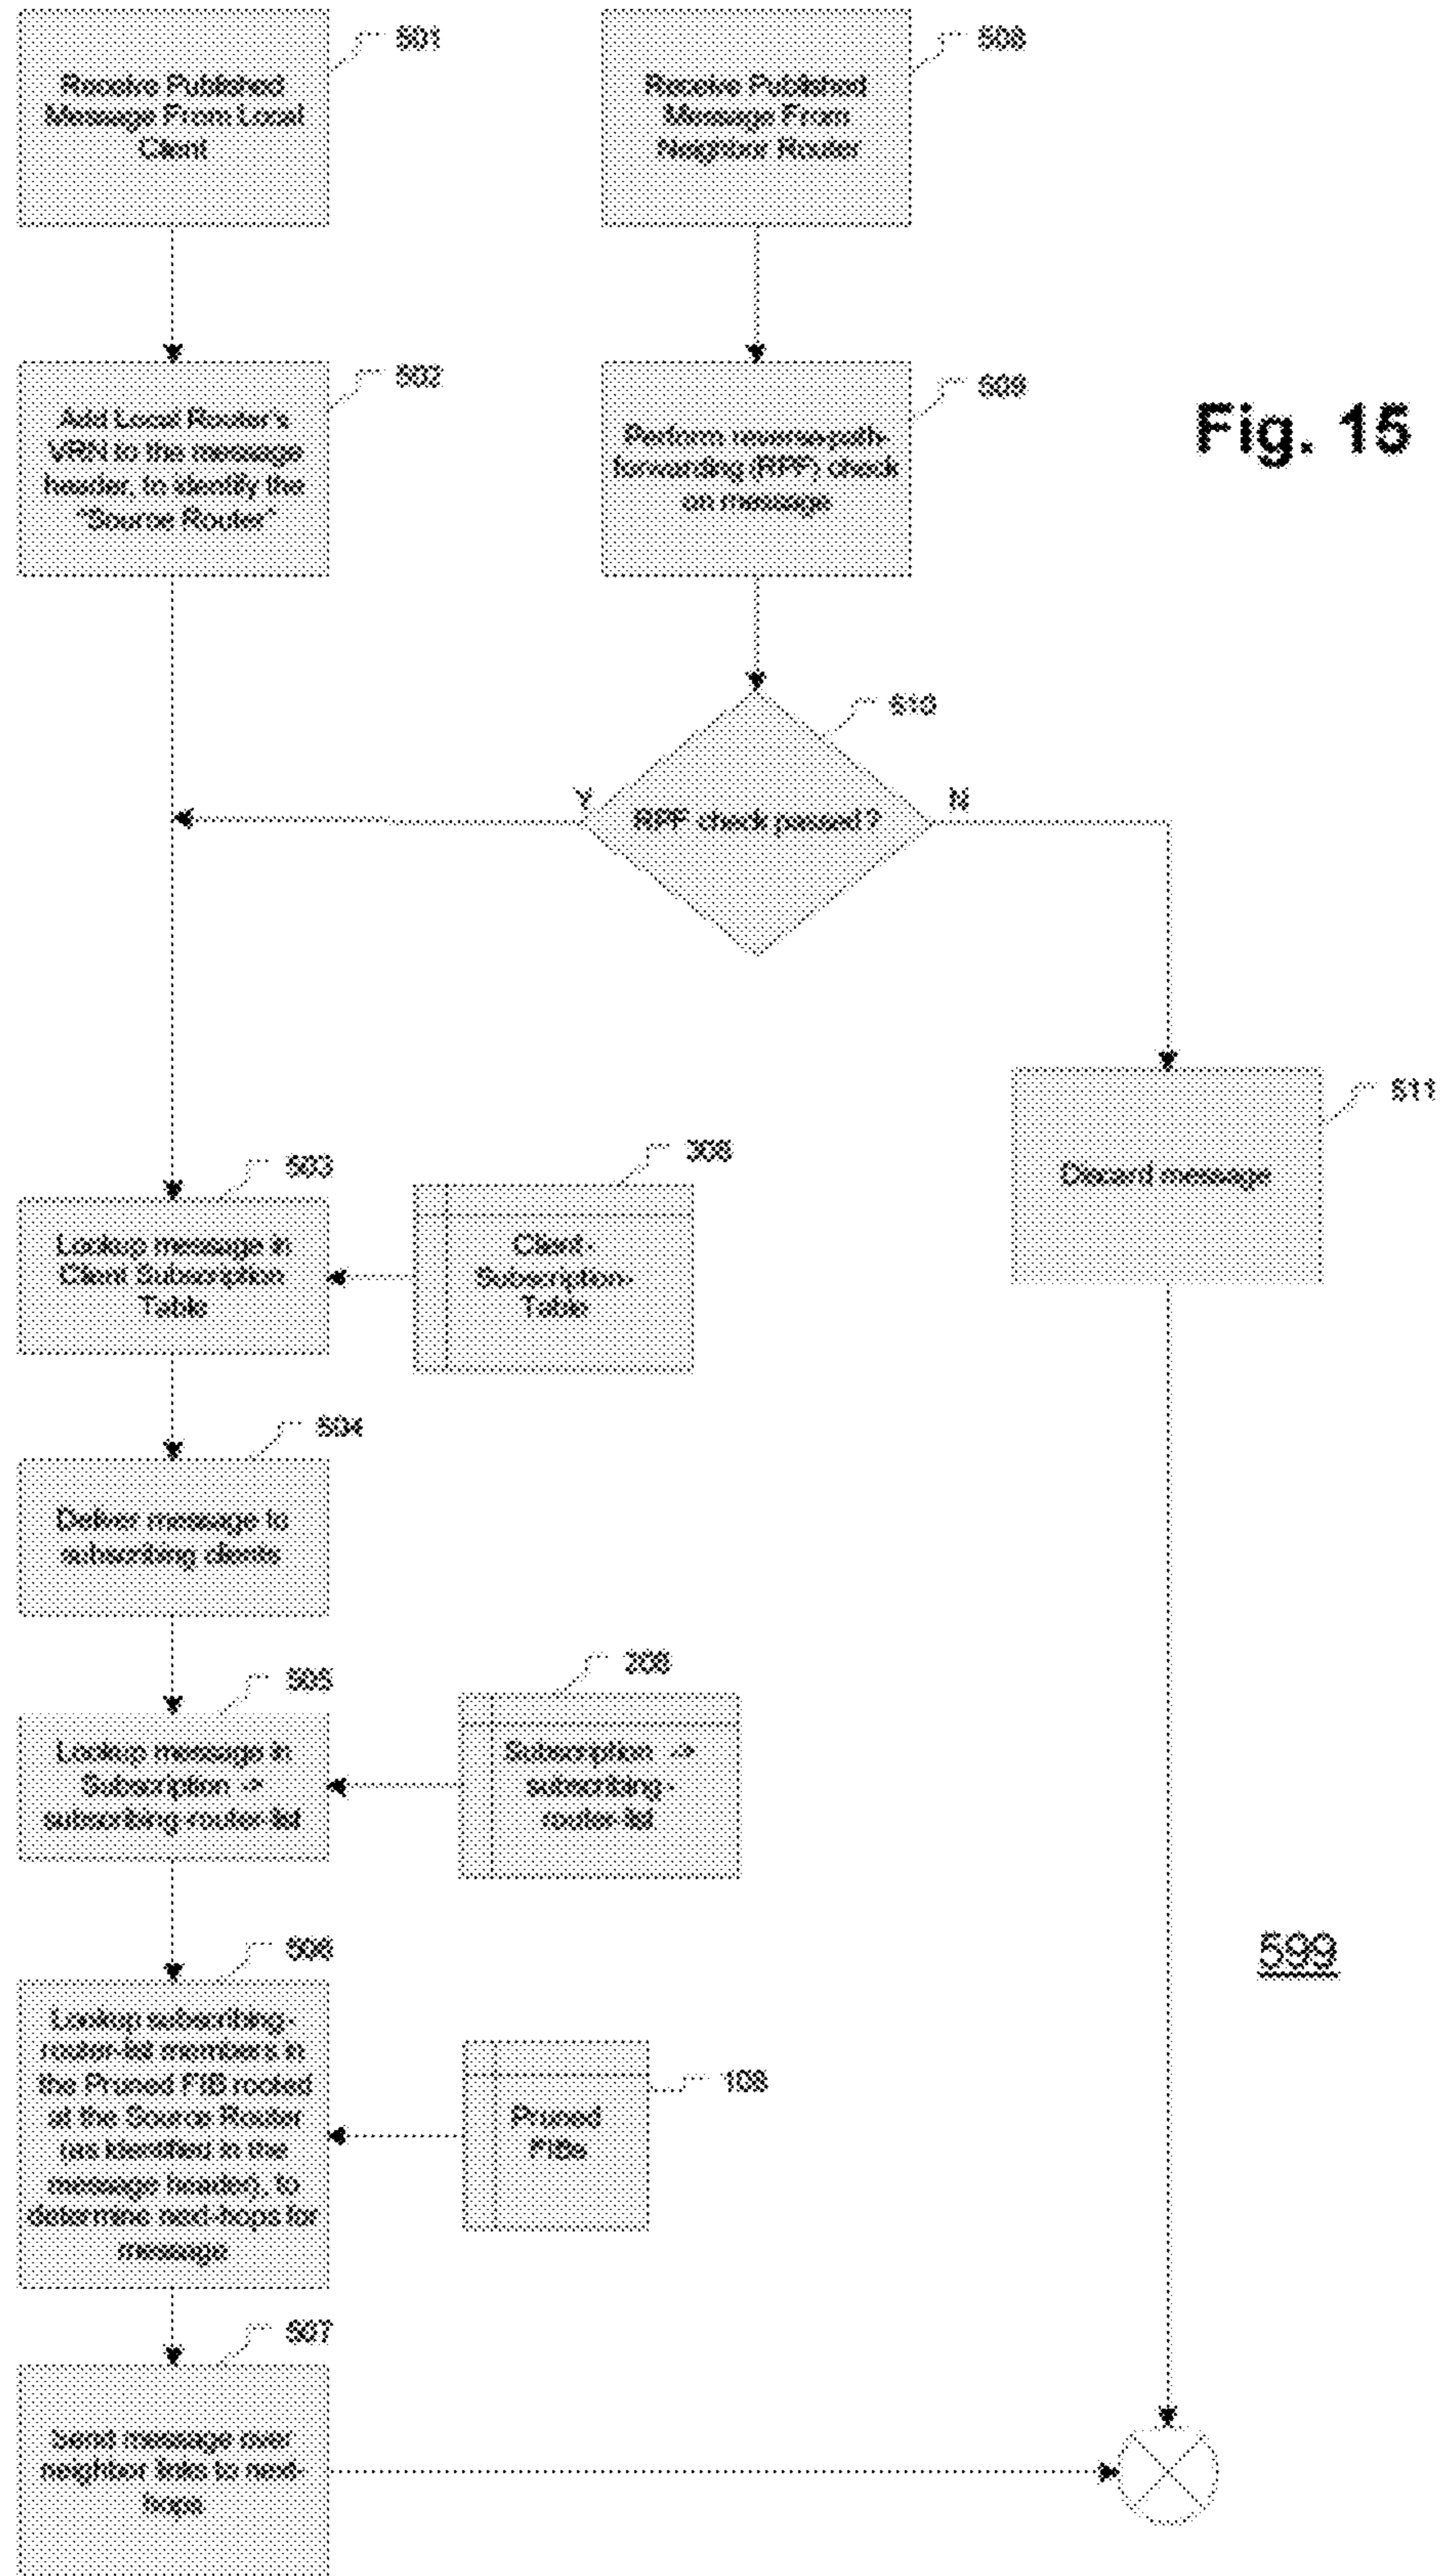 501
Receive Published
Message From Local
Client
508
Receive Published
Message From
Neighbor Router
502
Add Local Router's
VRN to the message
header, to identify the
"Source Router"
509
Perform reverse-path-
forwarding (RPF) check
on message
Fig. 15
510
Y
RPF check passed?
N
511
Discard message
503
Lookup message in
Client Subscription
Table
308
Client-
Subscription-
Table
504
Deliver message to
subscribing clients
505
Lookup message in
Subscription ->
subscribing-router-list
208
Subscription ->
subscribing-
router-list
506
Lookup subscribing-
router-list members in
the Pruned FIB rooted
at the Source Router
(as identified in the
message header), to
determine next-hops for
message
108
Pruned
FIBs
599
507
Send message over
neighbor links to next-
hops